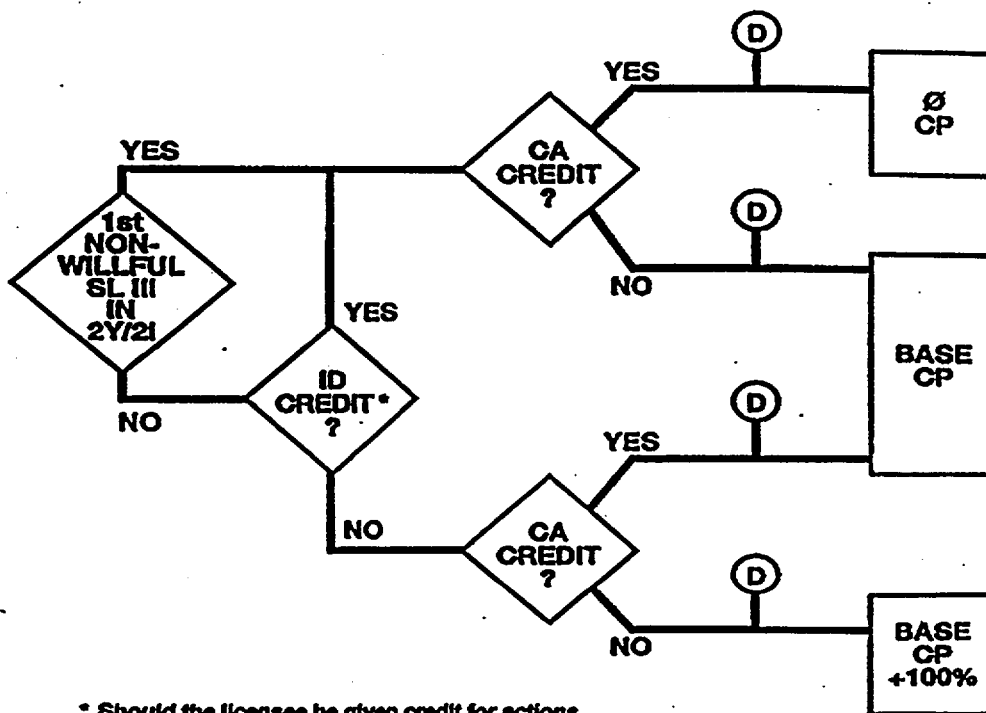 D
YES
Ø
CP
CA
CREDIT
?
YES
1st
NON-
WILLFUL
SL III
IN
2Y/2I
D
NO
YES
BASE
CP
ID
CREDIT*
?
NO
D
YES
NO
CA
CREDIT
?
D
NO
BASE
CP
+100%
* Should the licensee be given credit for actions